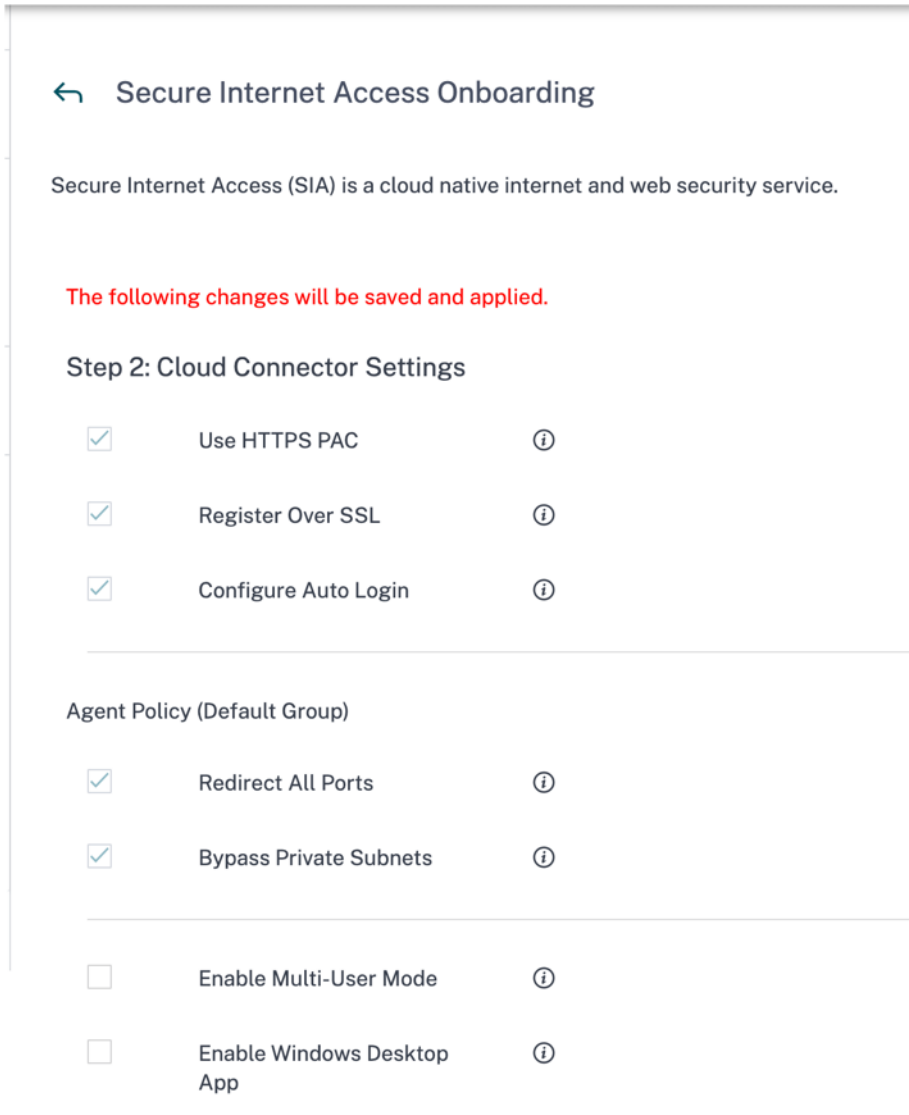 Secure Internet Access Onboarding
Secure Internet Access (SIA) is a cloud native internet and web security service.
The following changes will be saved and applied.
Step 2: Cloud Connector Settings
Use HTTPS PAC
Register Over SSL
Configure Auto Login
Agent Policy (Default Group)
Redirect All Ports
Bypass Private Subnets
Enable Multi-User Mode
Enable Windows Desktop
App